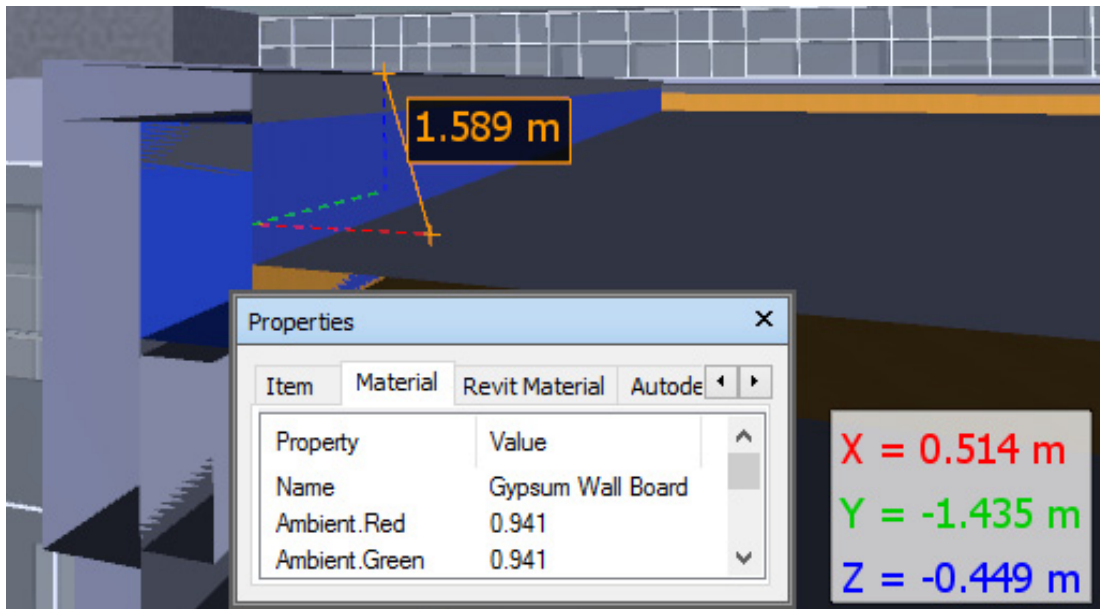 1.589 m
Properties
Item Material Revit Material Autode
Property Value
Name Gypsum Wall Board
Ambient.Red 0.941
Ambient.Green 0.941
X = 0.514 m
Y = -1.435 m
Z = -0.449 m